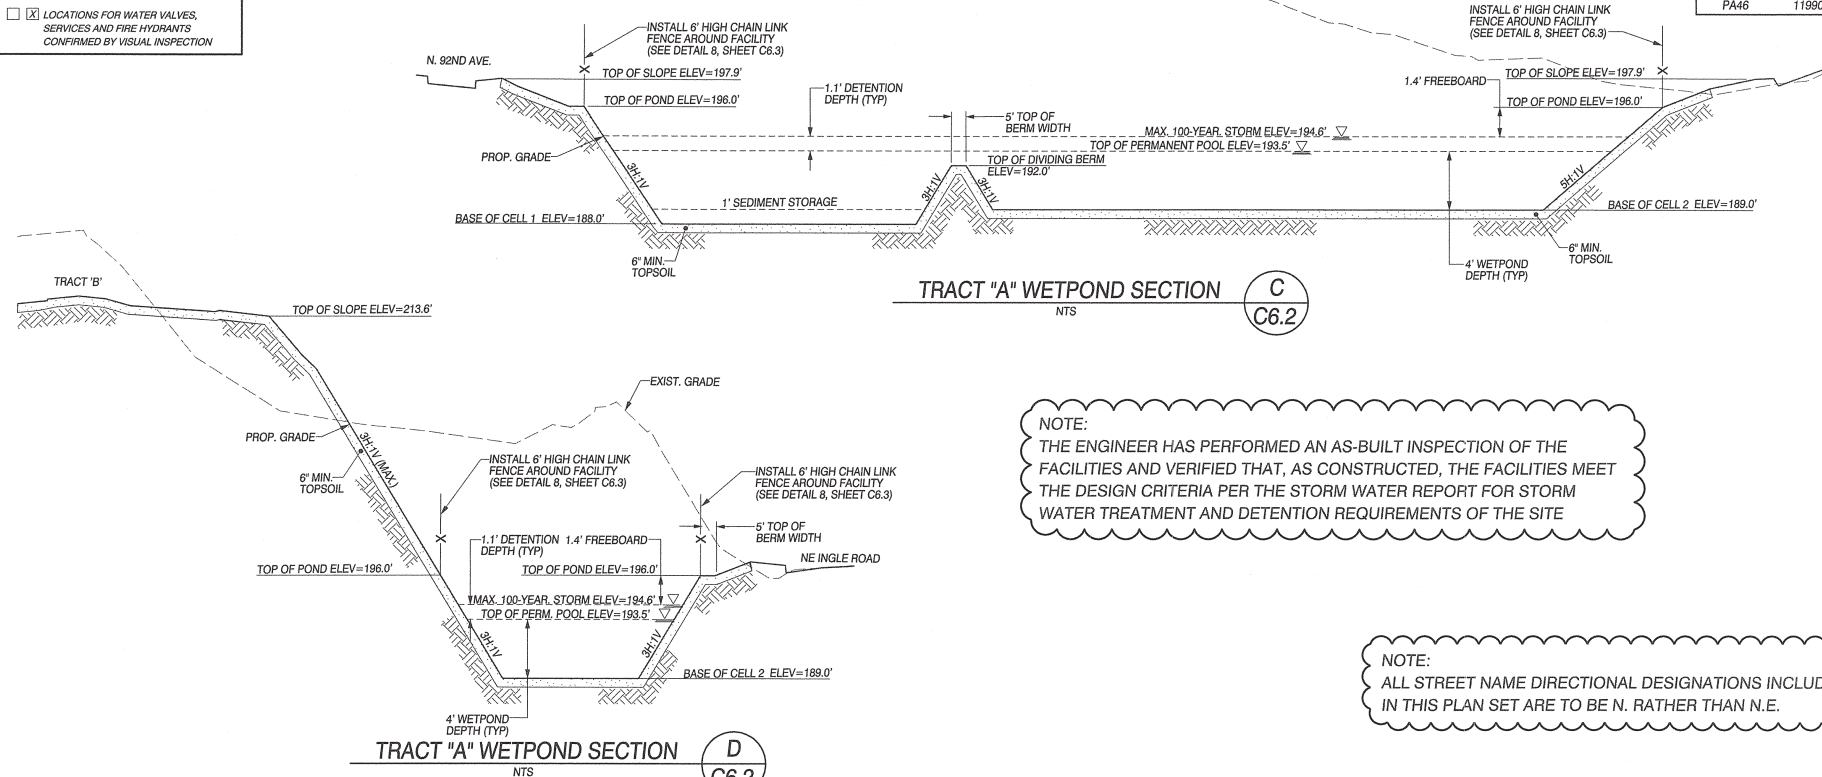 LOCATIONS FOR WATER VALVES,
SERVICES AND FIRE HYDRANTS
CONFIRMED BY VISUAL INSPECTION
PA46 11990
N. 92ND AVE.
INSTALL 6' HIGH CHAIN LINK
FENCE AROUND FACILITY
(SEE DETAIL 8, SHEET C6.3)
TOP OF SLOPE ELEV=197.9'
TOP OF POND ELEV=196.0'
1.1' DETENTION
DEPTH (TYP)
5' TOP OF
BERM WIDTH
INSTALL 6' HIGH CHAIN LINK
FENCE AROUND FACILITY
(SEE DETAIL 8, SHEET C6.3)
1.4' FREEBOARD
TOP OF SLOPE ELEV=197.9'
TOP OF POND ELEV=196.0'
MAX. 100-YEAR. STORM ELEV=194.6'
TOP OF PERMANENT POOL ELEV=193.5'
PROP. GRADE
3H:1V
TOP OF DIVIDING BERM
ELEV=192.0'
3H:1V
3H:1V
5H:1V
1' SEDIMENT STORAGE
BASE OF CELL 1 ELEV=188.0'
BASE OF CELL 2 ELEV=189.0'
6" MIN.
TOPSOIL
6" MIN.
TOPSOIL
4' WETPOND
DEPTH (TYP)
TRACT "A" WETPOND SECTION
NTS
C
C6.2
TRACT 'B'
TOP OF SLOPE ELEV=213.6'
EXIST. GRADE
PROP. GRADE
3H:1V (MAX.)
6" MIN.
TOPSOIL
INSTALL 6' HIGH CHAIN LINK
FENCE AROUND FACILITY
(SEE DETAIL 8, SHEET C6.3)
INSTALL 6' HIGH CHAIN LINK
FENCE AROUND FACILITY
(SEE DETAIL 8, SHEET C6.3)
5' TOP OF
BERM WIDTH
1.1' DETENTION
DEPTH (TYP)
1.4' FREEBOARD
NE INGLE ROAD
TOP OF POND ELEV=196.0'
TOP OF POND ELEV=196.0'
MAX. 100-YEAR. STORM ELEV=194.6'
TOP OF PERM. POOL ELEV=193.5'
3H:1V
3H:1V
BASE OF CELL 2 ELEV=189.0'
4' WETPOND
DEPTH (TYP)
TRACT "A" WETPOND SECTION
NTS
D
C6.2
NOTE:
THE ENGINEER HAS PERFORMED AN AS-BUILT INSPECTION OF THE
FACILITIES AND VERIFIED THAT, AS CONSTRUCTED, THE FACILITIES MEET
THE DESIGN CRITERIA PER THE STORM WATER REPORT FOR STORM
WATER TREATMENT AND DETENTION REQUIREMENTS OF THE SITE
NOTE:
ALL STREET NAME DIRECTIONAL DESIGNATIONS INCLUD
IN THIS PLAN SET ARE TO BE N. RATHER THAN N.E.